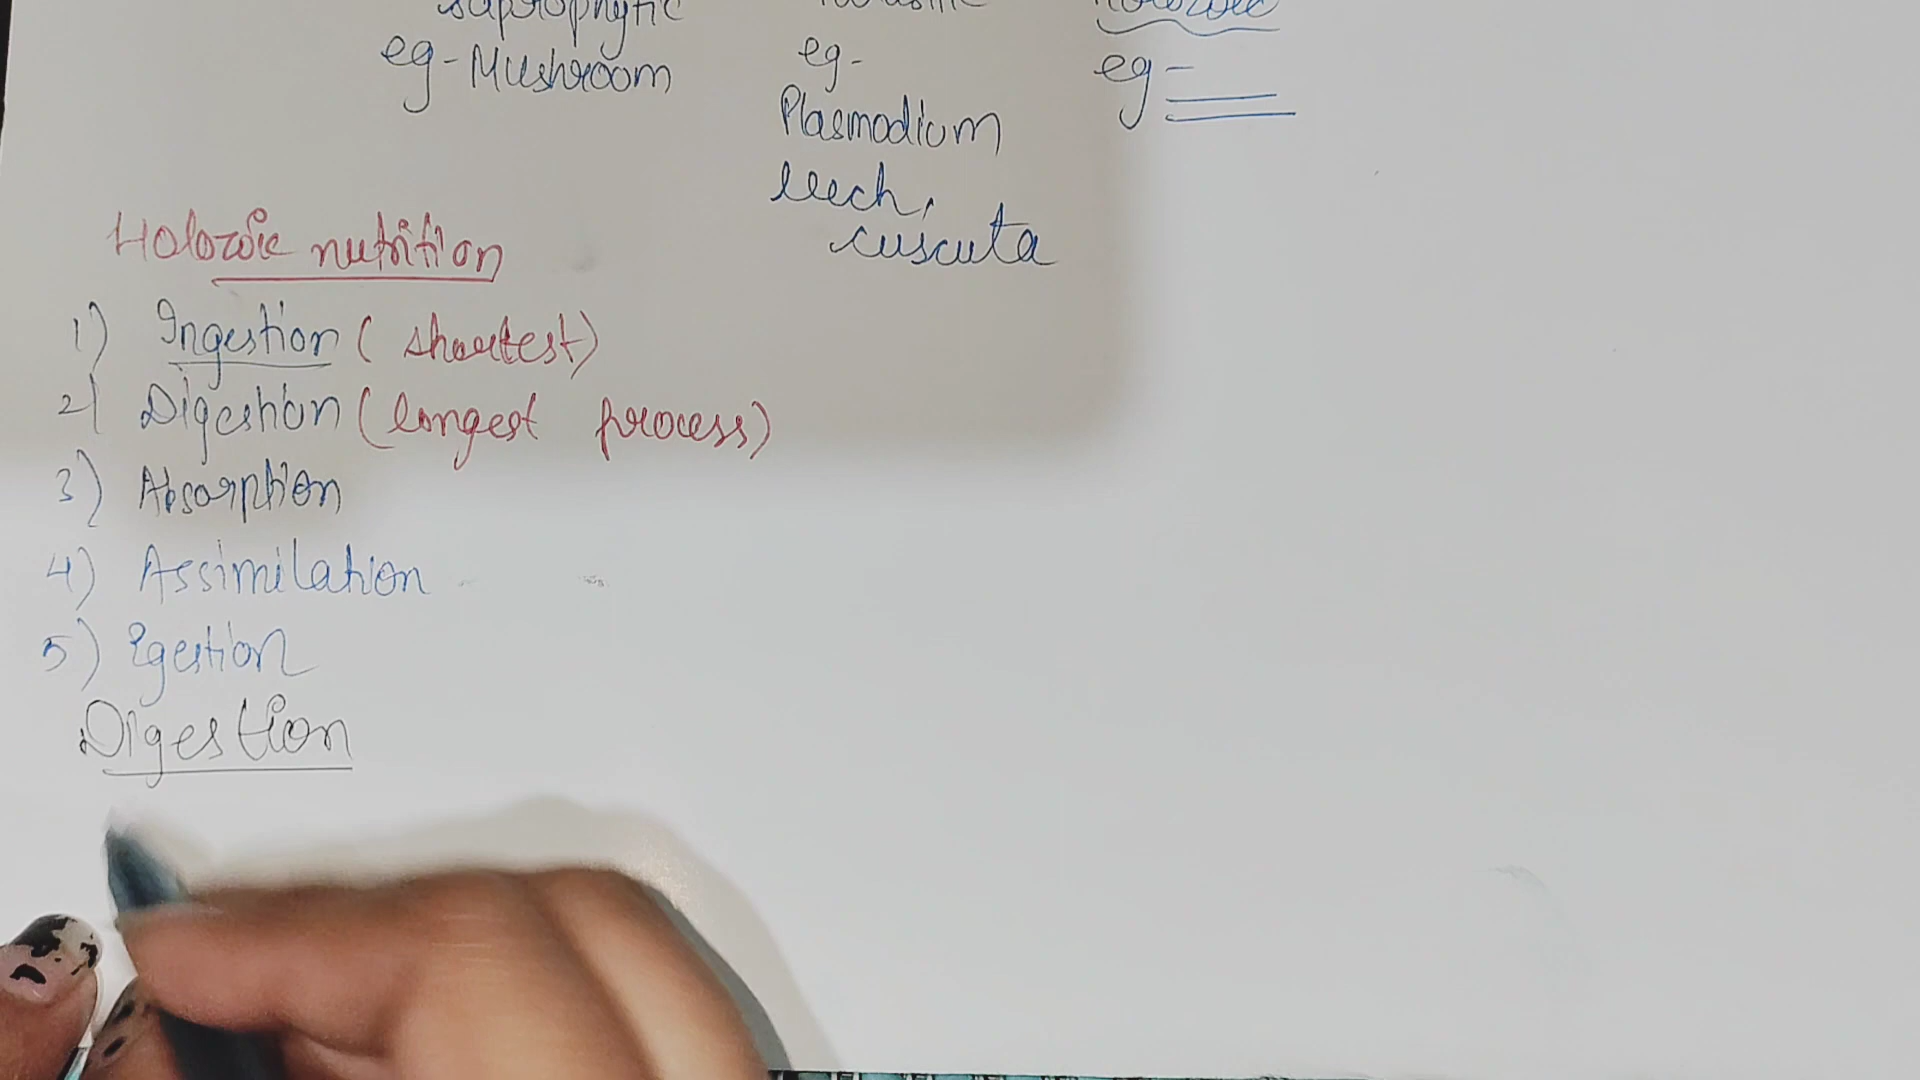 saprophytic
eg-Mushroom
eg-
Plasmodium
leech,
cuscuta
eg-
Holozoic nutrition
1) Ingestion (shortest)
2) Digestion (longest process)
3) Absorption
4) Assimilation
5) Egestion
Digestion